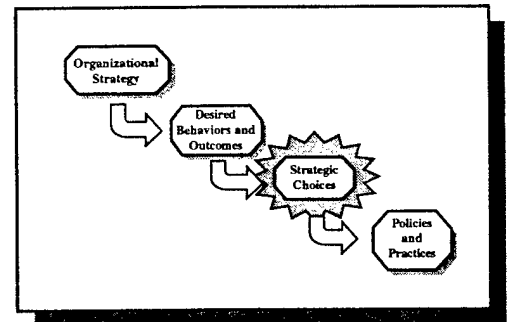 Organizational
Strategy
Desired
Behaviors and
Outcomes
Strategic
Choices
Policies
and
Practices